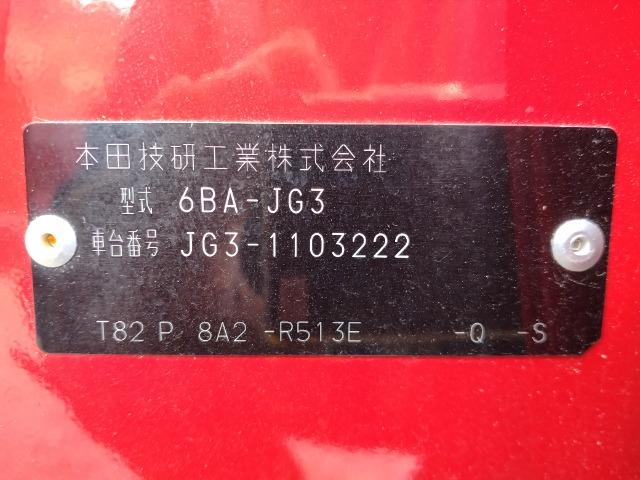 本田技研工業株式会社
型式 6BA-JG3
車台番号 JG3-1103222
T82 P 8A2 -R513E -Q -S